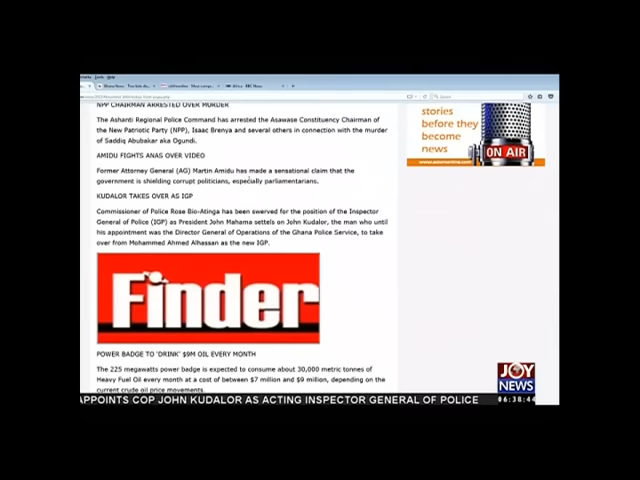 NPP CHAIRMAN ARRESTED OVER MURDER
The Ashanti Regional Police Command has arrested the Asawase Constituency Chairman of
the New Patriotic Party (NPP), Isaac Brenya and several others in connection with the murder
of Saddiq Abubakar aka Ogundi.
AMIDU FIGHTS ANAS OVER VIDEO
Former Attorney General (AG) Martin Amidu has made a sensational claim that the
government is shielding corrupt politicians, especially parliamentarians.
KUDALOR TAKES OVER AS IGP
Commissioner of Police Rose Bio-Atinga has been swerved for the position of the Inspector
General of Police (IGP) as President John Mahama settels on John Kudalor, the man who until
his appointment was the Director General of Operations of the Ghana Police Service, to take
over from Mohammed Ahmed Alhassan as the new IGP.
Finder
POWER BADGE TO 'DRINK' $9M OIL EVERY MONTH
The 225 megawatts power badge is expected to consume about 30,000 metric tonnes of
Heavy Fuel Oil every month at a cost of between $7 million and $9 million, depending on the
current crude oil price movements.
stories
before they
become
news
ON AIR
JOY
NEWS
APPOINTS COP JOHN KUDALOR AS ACTING INSPECTOR GENERAL OF POLICE
06:38:44